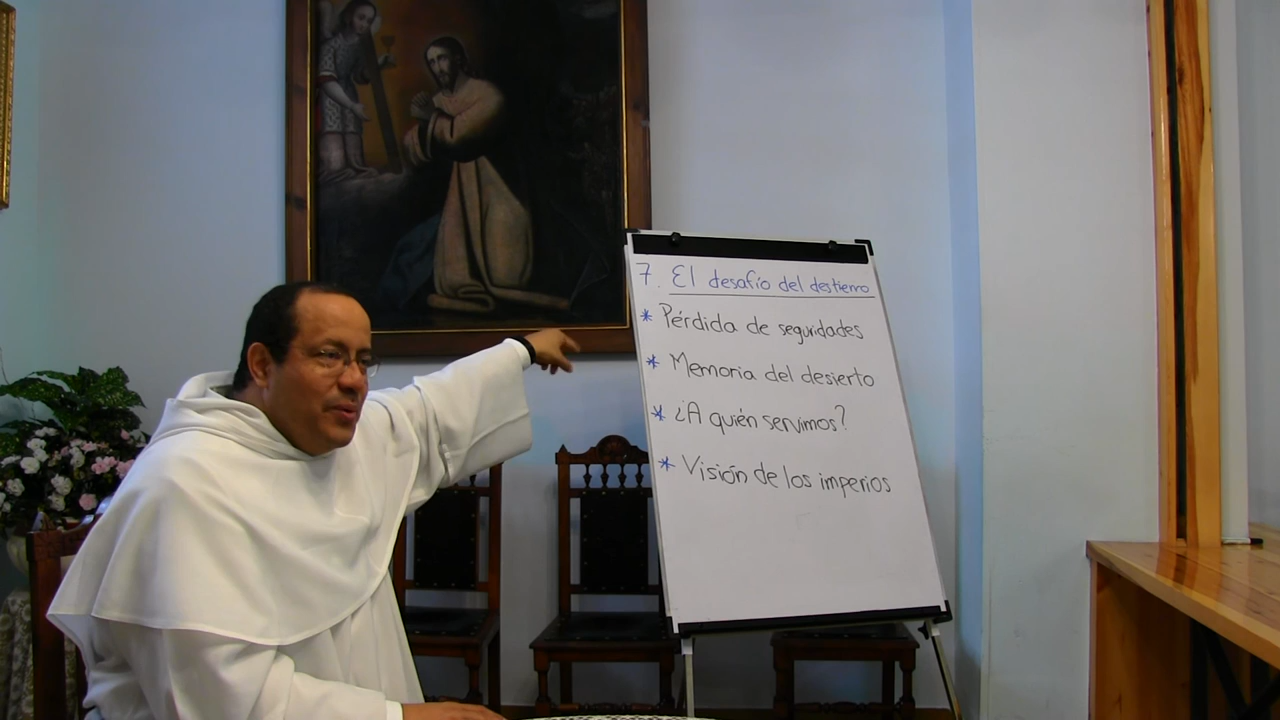 7. El desafío del destierro
* Pérdida de seguridades
* Memoria del desierto
* ¿A quién servimos?
* Visión de los imperios